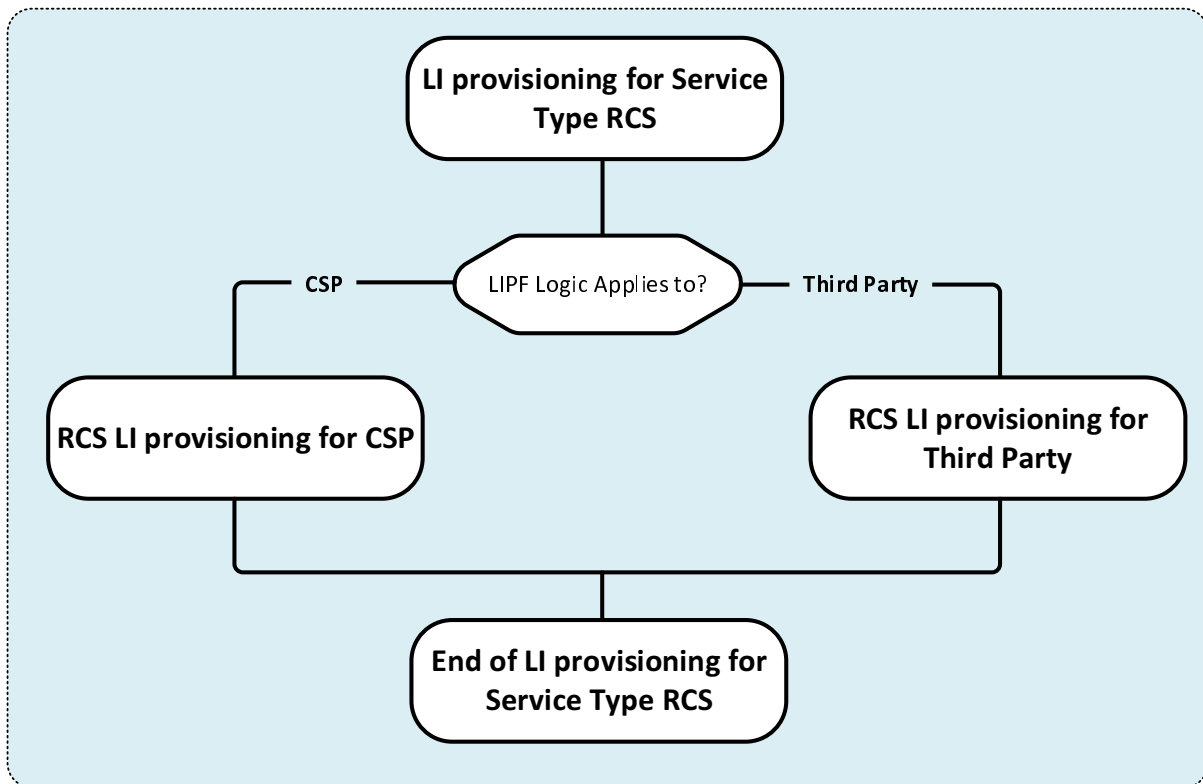 LI provisioning for Service
Type RCS
LIPF Logic Applies to?
CSP
Third Party
RCS LI provisioning for CSP
RCS LI provisioning for
Third Party
End of LI provisioning for
Service Type RCS